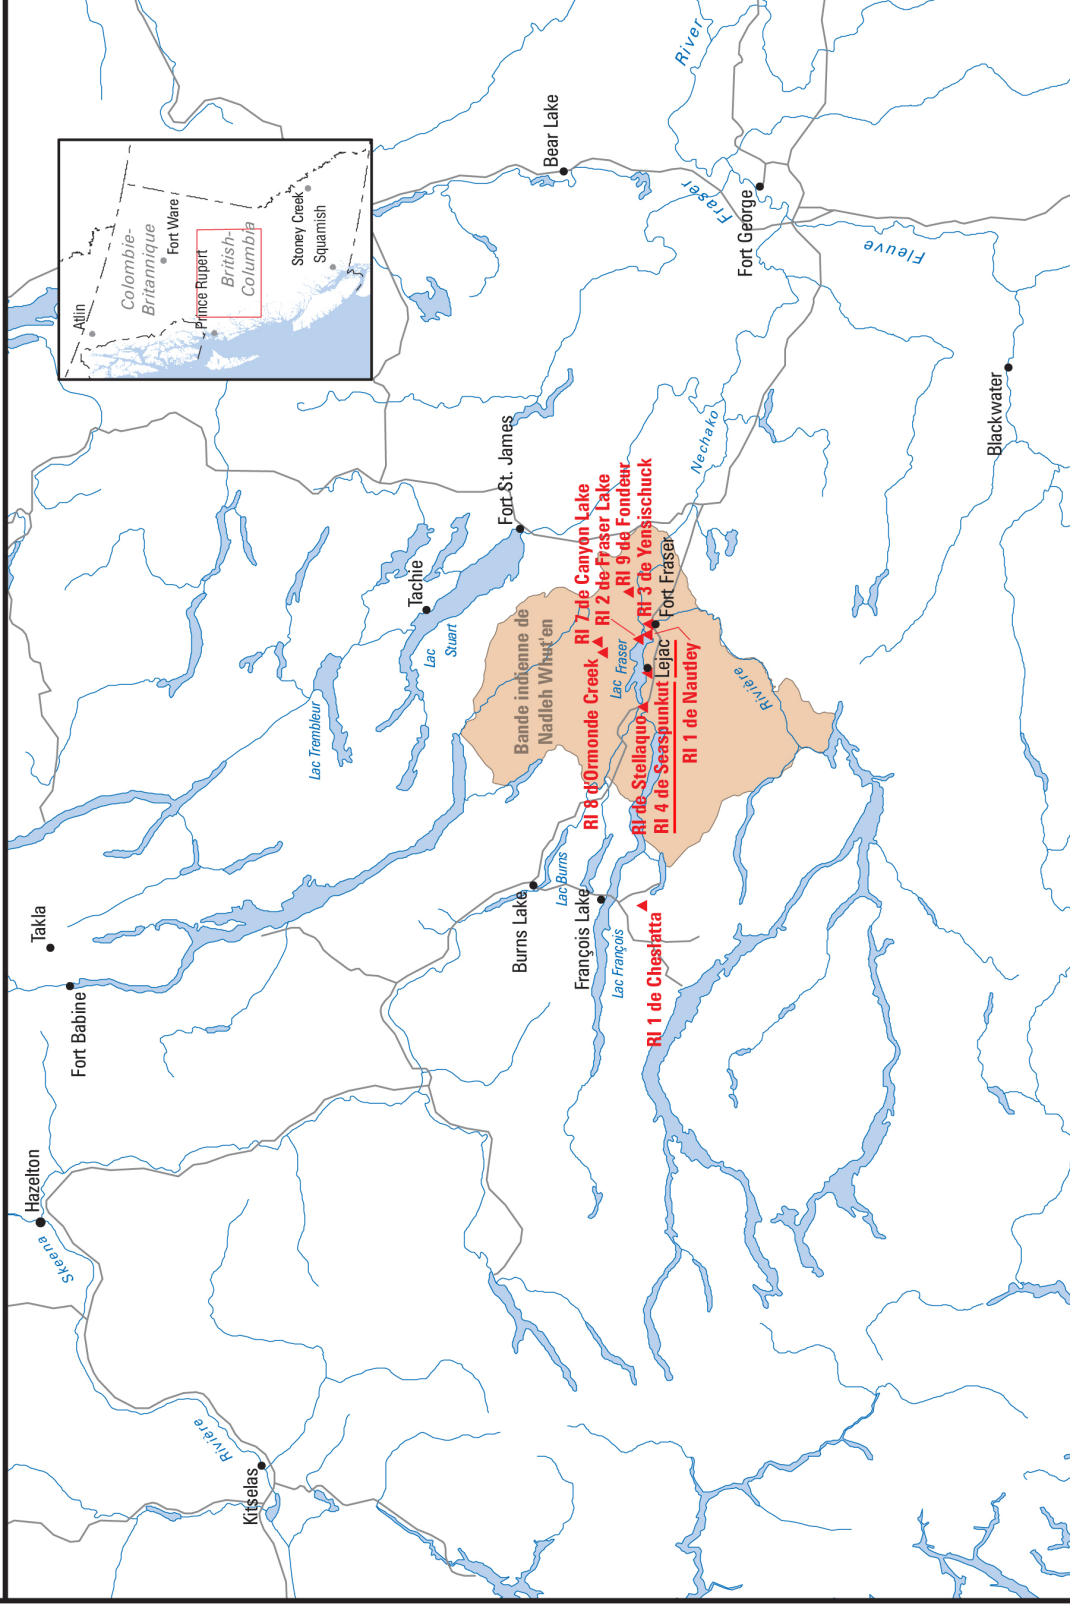 Hazelton
Skeena
Rivière
Kitselas
Takla
Fort Babine
Atlin
Colombie-
Britannique
Fort Ware
Prince Rupert
British-
Columbia
Stoney Creek
Squamish
Bear Lake
River
Fraser
Fort George
Fleuve
Blackwater
Fort St. James
Tachie
Lac
Stuart
Lac Trembleur
Nechako
Bande indienne de
Nadleh Whut'en
RI 7 de Canyon Lake
RI 2 de Fraser Lake
RI 9 de Fondeur
RI 3 de Yensischuck
Fort Fraser
RI 8 d'Ormonde Creek
Lac
Fraser
Lejac
RI de Stellaquo
RI 4 de Seaspunkut
RI 1 de Nautley
Rivière
Burns Lake
Lac Burns
François Lake
Lac François
RI 1 de Cheslatta